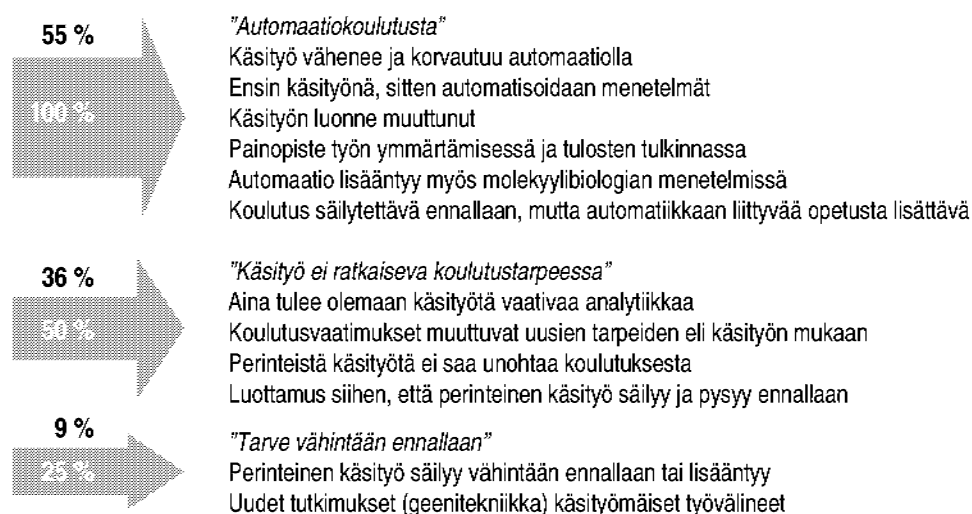 55 %
100 %
"Automaatiokoulutusta"
Käsityö vähenee ja korvautuu automaatiolla
Ensin käsityönä, sitten automatisoidaan menetelmät
Käsityön luonne muuttunut
Painopiste työn ymmärtämisessä ja tulosten tulkinnassa
Automaatio lisääntyy myös molekyylibiologian menetelmissä
Koulutus säilytettävä ennallaan, mutta automatiikkaan liittyvää opetusta lisättävä
36 %
50 %
"Käsityö ei ratkaiseva koulutustarpeessa"
Aina tulee olemaan käsityötä vaativaa analytiikkaa
Koulutusvaatimukset muuttuvat uusien tarpeiden eli käsityön mukaan
Perinteistä käsityötä ei saa unohtaa koulutuksesta
Luottamus siihen, että perinteinen käsityö säilyy ja pysyy ennallaan
9 %
25 %
"Tarve vähintään ennallaan"
Perinteinen käsityö säilyy vähintään ennallaan tai lisääntyy
Uudet tutkimukset (geenitekniikka) käsityömäiset työvälineet